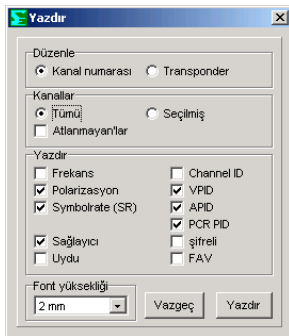 Yazdır
Düzenle
Kanal numarası Transponder
Kanallar
Tümü Seçilmiş
Atlanmayan'lar
Yazdır
Frekans Channel ID
Polarizasyon VPID
Symbolrate (SR) APID
PCR PID
Sağlayıcı şifreli
Uydu FAV
Font yüksekliği
2 mm Vazgeç Yazdır